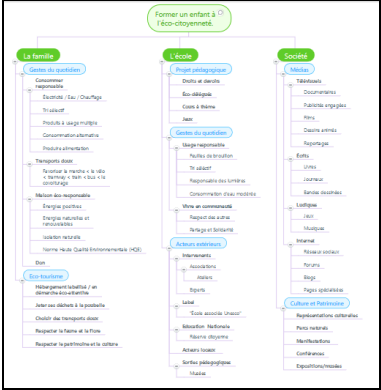 Former un enfant à
l'éco-citoyenneté.
La famille
Gestes du quotidien
Consommer
responsable
Électricité / Eau / Chauffage
Tri sélectif
Produits à usage multiple
Consommation alternative
Produits alimentation
Transports doux
Favoriser la marche < le vélo
< tramway < train < bus < le
covoiturage
Maison éco-responsable
Energies positives
Energies naturelles et
renouvelables
Isolation naturelle
Norme Haute Qualité Environnementale (HQE)
Don
Eco-tourisme
Hébergement labellisé / en
démarche éco-attentive
Jeter ses déchets à la poubelle
Choisir des transports doux
Respecter la faune et la flore
Respecter le patrimoine et la culture
L'école
Projet pédagogique
Droits et devoirs
Eco-délégués
Cours à thème
Jeux
Gestes du quotidien
Usage responsable
Feuilles de brouillon
Tri sélectif
Responsable des lumières
Consommation d'eau modérée
Vivre en communauté
Respect des autres
Partage et Solidarité
Acteurs extérieurs
Intervenants
Associations
Ateliers
Experts
Label
"École associée Unesco"
Education Nationale
Réserve citoyenne
Acteurs locaux
Sorties pédagogiques
Musées
Société
Médias
Télévisuels
Documentaires
Publicités engagées
Films
Dessins animés
Reportages
Écrits
Livres
Journaux
Bandes dessinées
Ludiques
Jeux
Musiques
Internet
Réseaux sociaux
Forums
Blogs
Pages spécialisées
Culture et Patrimoine
Représentations culturelles
Parcs naturels
Manifestations
Conférences
Expositions/musées